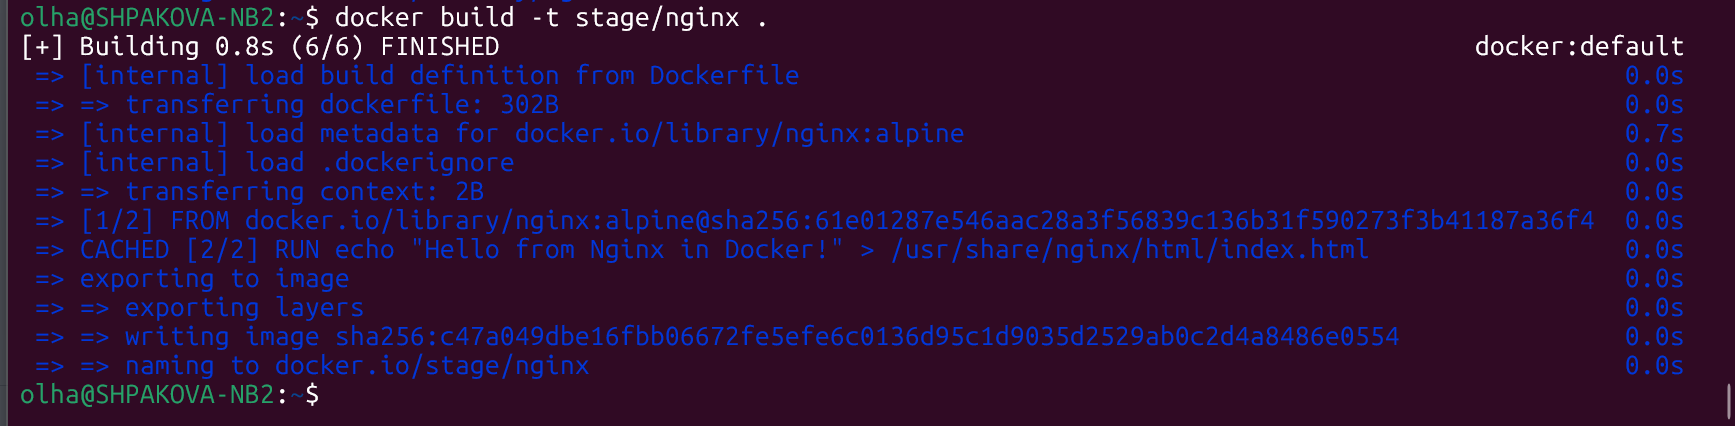 olha@SHPAKOVA-NB2:~$ docker build -t stage/nginx .
[+] Building 0.8s (6/6) FINISHED docker:default
=> [internal] load build definition from Dockerfile 0.0s
=> => transferring dockerfile: 302B 0.0s
=> [internal] load metadata for docker.io/library/nginx:alpine 0.7s
=> [internal] load .dockerignore 0.0s
=> => transferring context: 2B 0.0s
=> [1/2] FROM docker.io/library/nginx:alpine@sha256:61e01287e546aac28a3f56839c136b31f590273f3b41187a36f4 0.0s
=> CACHED [2/2] RUN echo "Hello from Nginx in Docker!" > /usr/share/nginx/html/index.html 0.0s
=> exporting to image 0.0s
=> => exporting layers 0.0s
=> => writing image sha256:c47a049dbe16fbb06672fe5efe6c0136d95c1d9035d2529ab0c2d4a8486e0554 0.0s
=> => naming to docker.io/stage/nginx 0.0s
olha@SHPAKOVA-NB2:~$